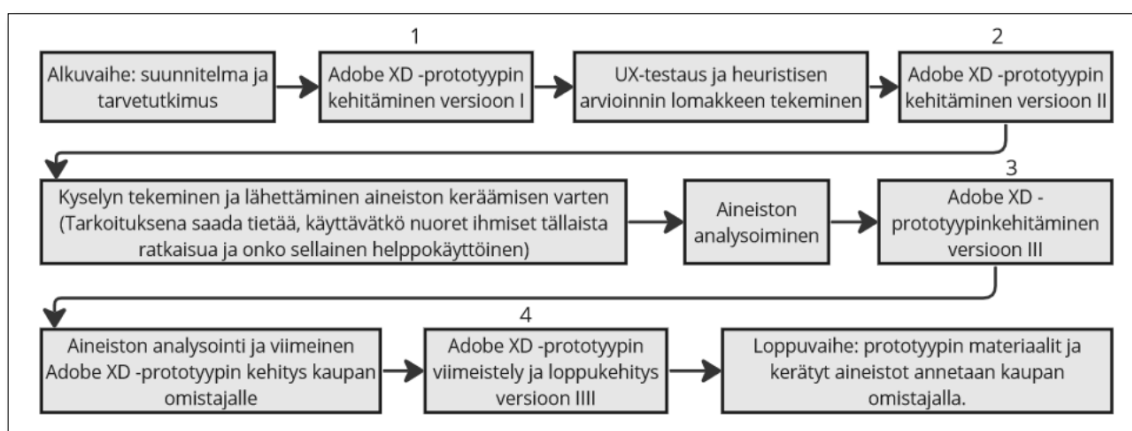 1
2
Alkuvaihe: suunnitelma ja
tarvetutkimus
Adobe XD -prototyypin
kehitäminen versioon I
UX-testaus ja heuristisen
arvioinnin lomakkeen tekeminen
Adobe XD -prototyypin
kehitäminen versioon II
3
Kyselyn tekeminen ja lähettäminen aineiston keräämisen varten
(Tarkoituksena saada tietää, käyttävätkö nuoret ihmiset tällaista
ratkaisua ja onko sellainen helppokäyttöinen)
Aineiston
analysoiminen
Adobe XD -
prototyypinkehitäminen
versioon III
4
Aineiston analysointi ja viimeinen
Adobe XD -prototyypin kehitys kaupan
omistajalle
Adobe XD -prototyypin
viimeistely ja loppukehitys
versioon IIII
Loppuvaihe: prototyypin materiaalit ja
kerätyt aineistot annetaan kaupan
omistajalla.